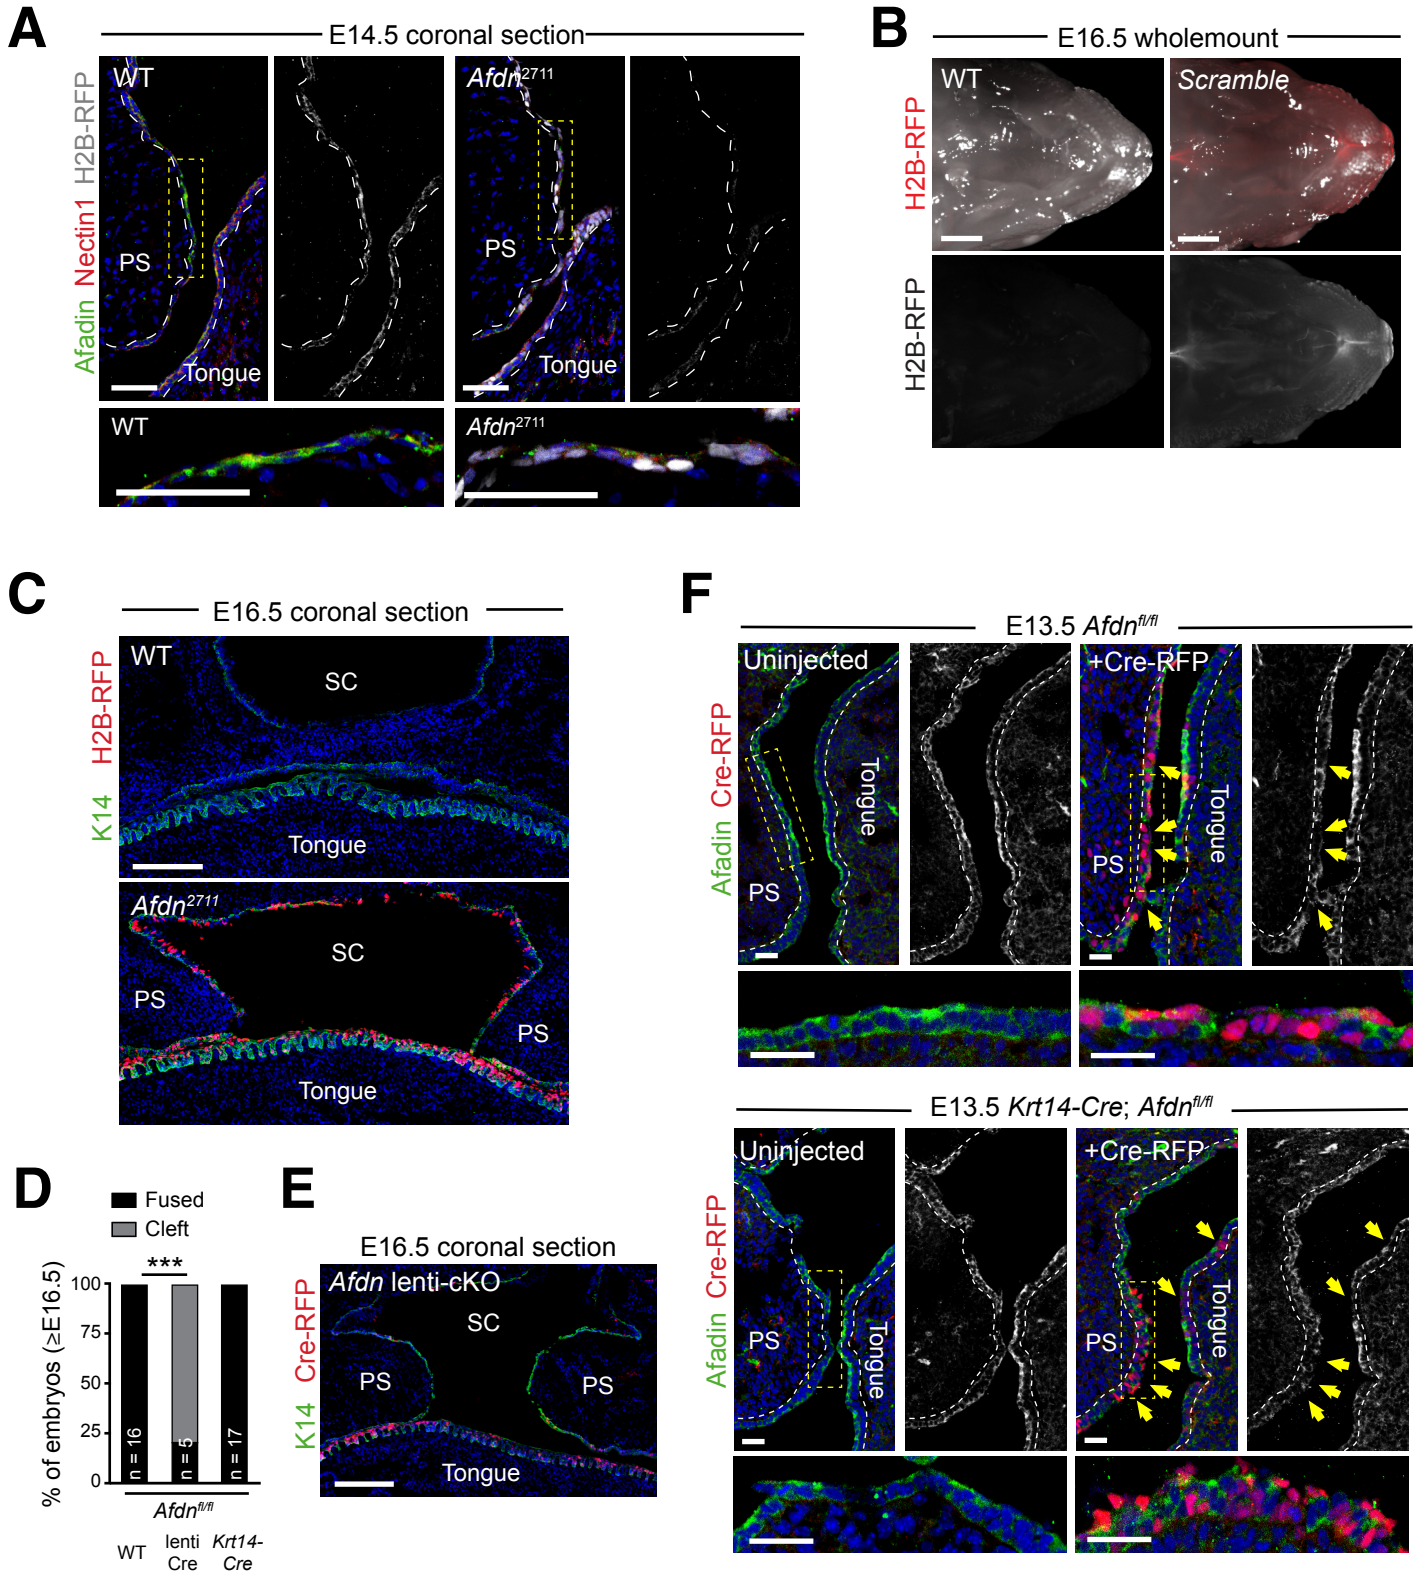 A
E14.5 coronal section
Afadin Nectin1 H2B-RFP
WT
PS
Tongue
Afdn2711
PS
Tongue
WT
Afdn2711
B
E16.5 wholemount
H2B-RFP
WT
Scramble
H2B-RFP
C
E16.5 coronal section
K14 H2B-RFP
WT
SC
Tongue
Afdn2711
SC
PS
PS
Tongue
D
Fused
Cleft
% of embryos (≥E16.5)
100
75
50
25
0
***
n = 16
n = 5
n = 17
Afdnfl/fl
WT
lenti
Cre
Krt14-
Cre
E
E16.5 coronal section
K14 Cre-RFP
Afdn lenti-cKO
SC
PS
PS
Tongue
F
E13.5 Afdnfl/fl
Afadin Cre-RFP
Uninjected
PS
Tongue
+Cre-RFP
PS
Tongue
E13.5 Krt14-Cre; Afdnfl/fl
Afadin Cre-RFP
Uninjected
PS
Tongue
+Cre-RFP
PS
Tongue